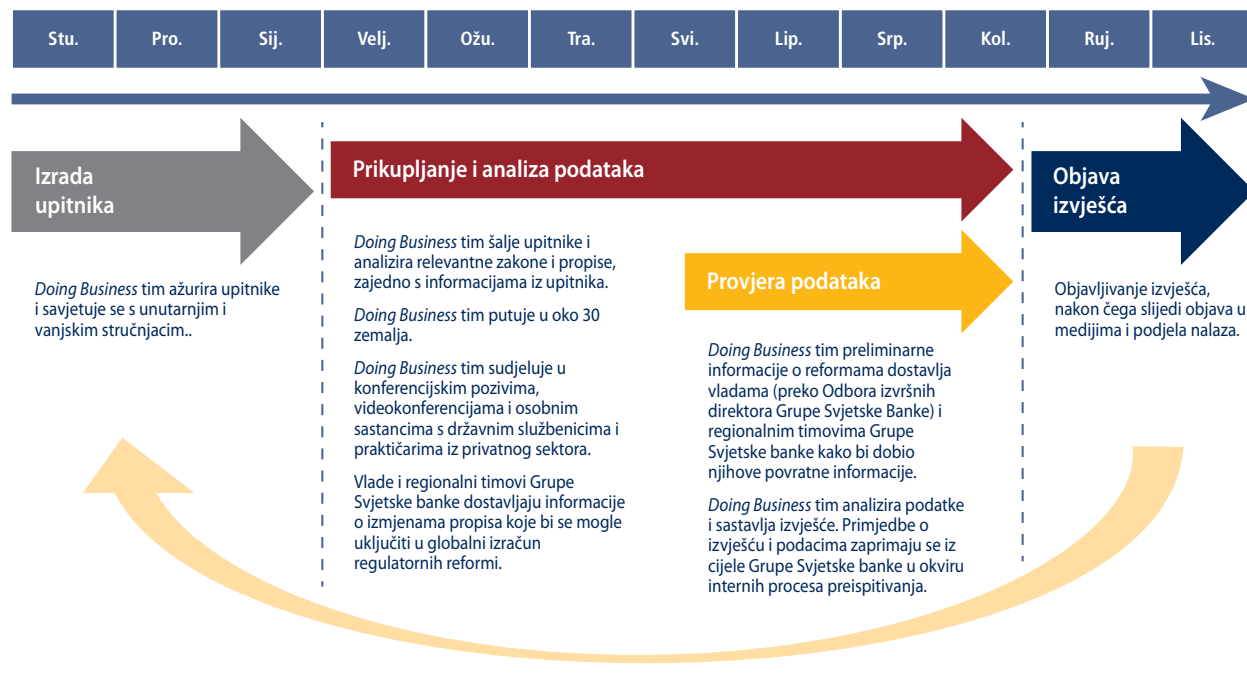 Stu. Pro. Sij. Velj. Ožu. Tra. Svi. Lip. Srp. Kol. Ruj. Lis.
Izrada
upitnika
Doing Business tim ažurira upitnike
i savjetuje se s unutarnjim i
vanjskim stručnjacim..
Prikupljanje i analiza podataka
Doing Business tim šalje upitnike i
analizira relevantne zakone i propise,
zajedno s informacijama iz upitnika.
Doing Business tim putuje u oko 30
zemalja.
Doing Business tim sudjeluje u
konferencijskim pozivima,
videokonferencijama i osobnim
sastancima s državnim službenicima i
praktičarima iz privatnog sektora.
Vlade i regionalni timovi Grupe
Svjetske banke dostavljaju informacije
o izmjenama propisa koje bi se mogle
uključiti u globalni izračun
regulatornih reformi.
Provjera podataka
Doing Business tim preliminarne
informacije o reformama dostavlja
vladama (preko Odbora izvršnih
direktora Grupe Svjetske Banke) i
regionalnim timovima Grupe
Svjetske banke kako bi dobio
njihove povratne informacije.
Doing Business tim analizira podatke
i sastavlja izvješće. Primjedbe o
izvješću i podacima zaprimaju se iz
cijele Grupe Svjetske banke u okviru
internih procesa preispitivanja.
Objava
izvješća
Objavljivanje izvješća,
nakon čega slijedi objava u
medijima i podjela nalaza.